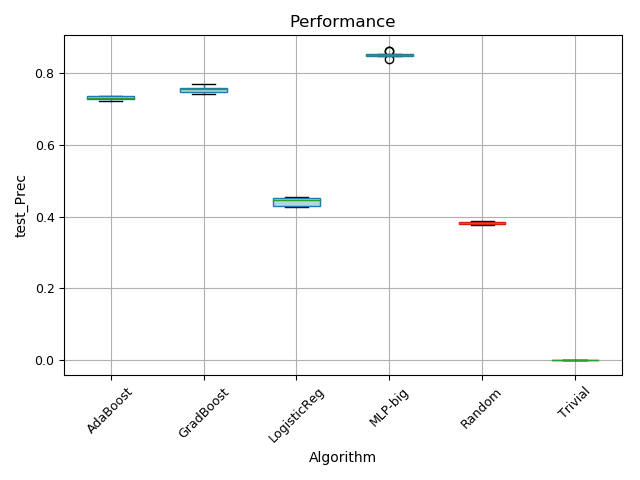 Performance
test_Prec
0.8
0.6
0.4
0.2
0.0
AdaBoost
GradBoost
LogisticReg
MLP-big
Random
Trivial
Algorithm